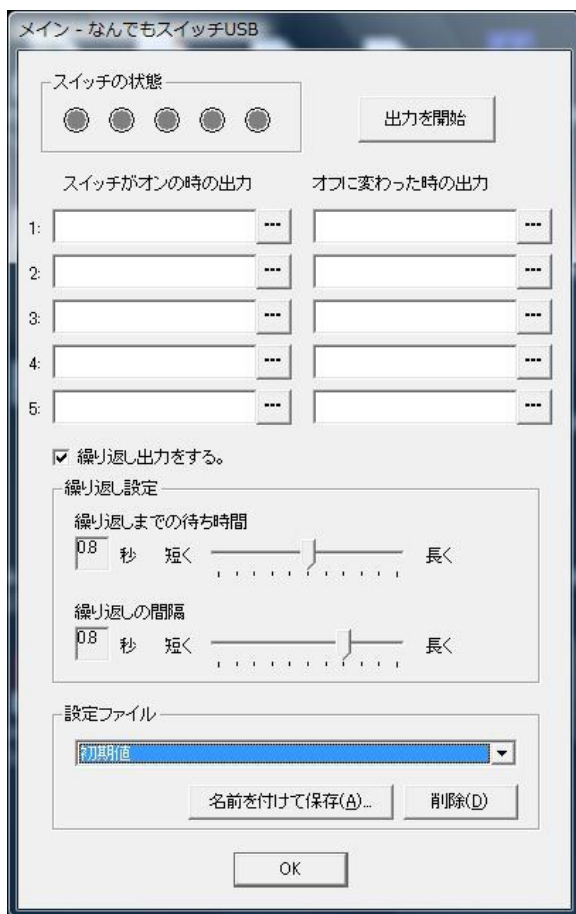 メイン - なんでもスイッチUSB
スイッチの状態
出力を開始
スイッチがオンの時の出力 オフに変わった時の出力
1: --- ---
2: --- ---
3: --- ---
4: --- ---
5: --- ---
繰り返し出力をする。
繰り返し設定
繰り返しまでの待ち時間
0.8 秒 短く 長く
繰り返しの間隔
0.8 秒 短く 長く
設定ファイル
初期値
名前を付けて保存(A)... 削除(D)
OK